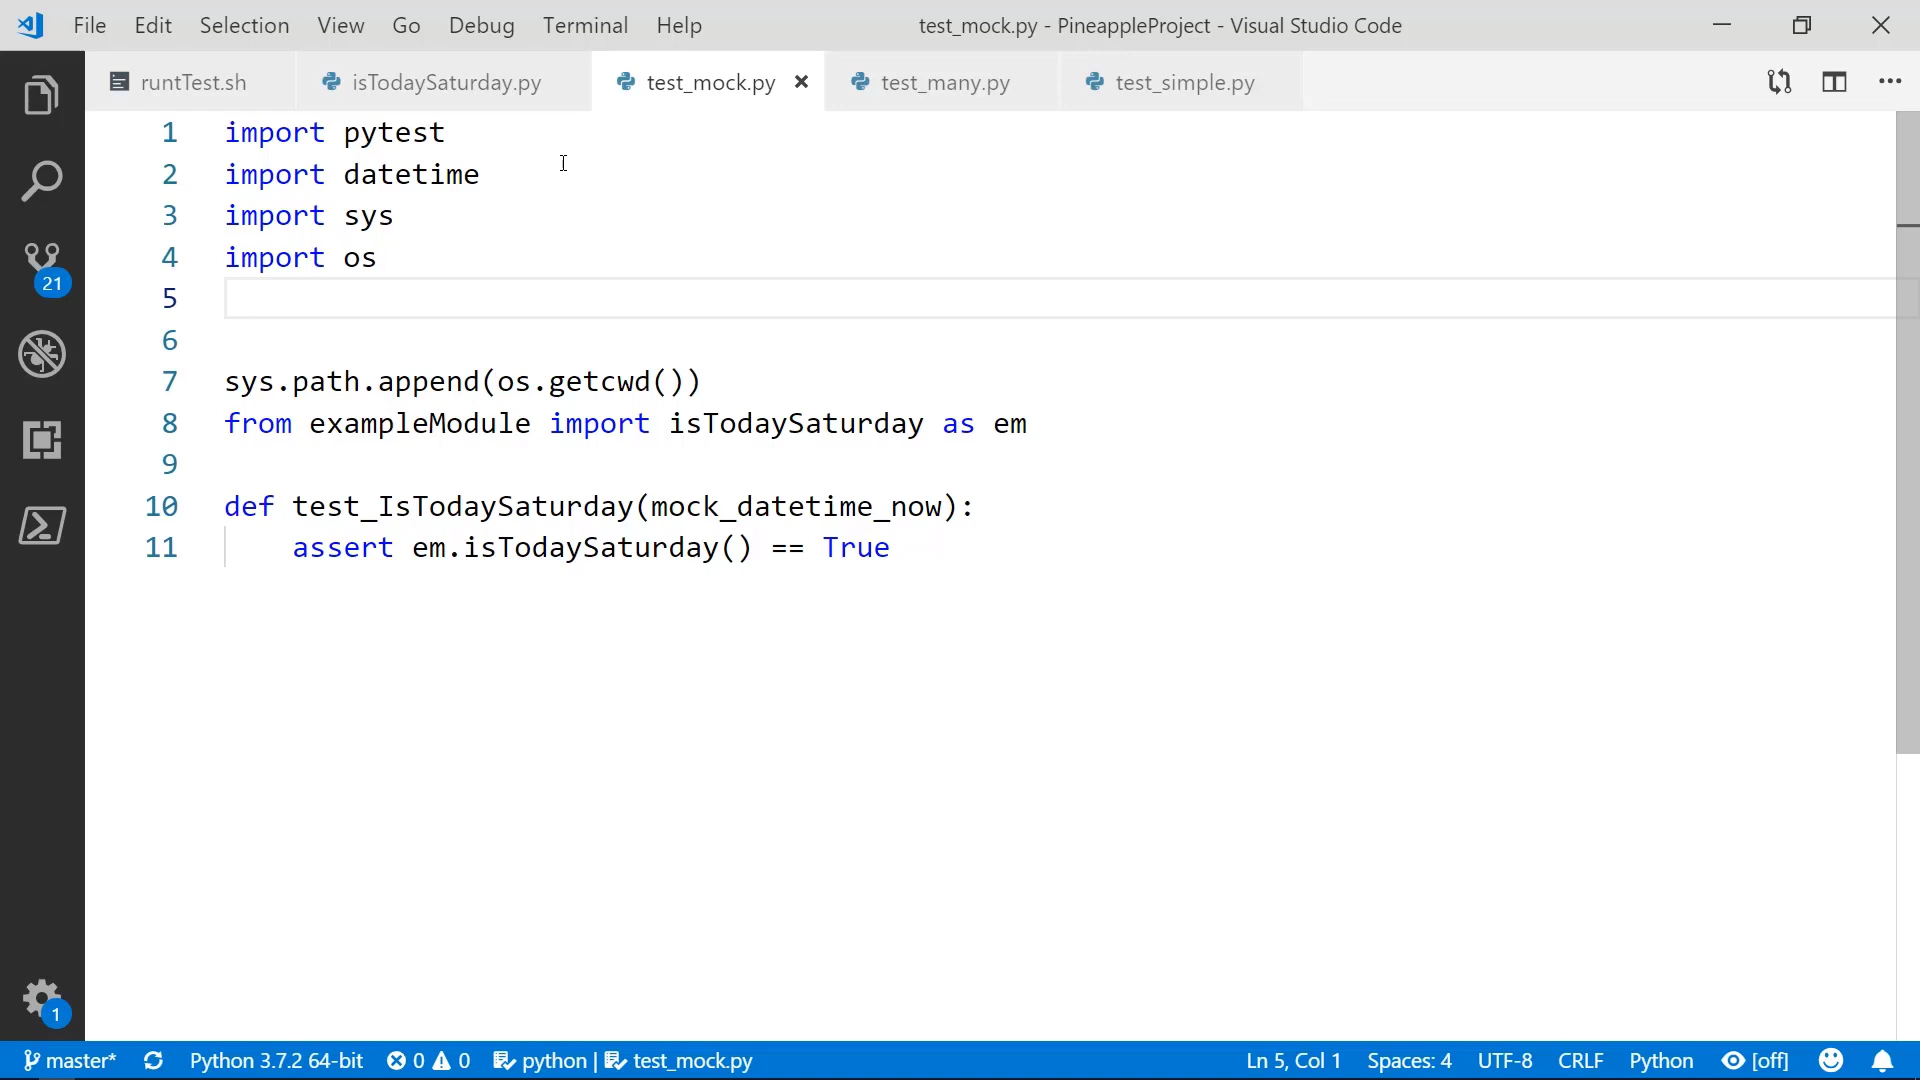 File Edit Selection View Go Debug Terminal Help test_mock.py - PineappleProject - Visual Studio Code
runtTest.sh isTodaySaturday.py test_mock.py test_many.py test_simple.py
1 import pytest
2 import datetime
3 import sys
4 import os
5
6
7 sys.path.append(os.getcwd())
8 from exampleModule import isTodaySaturday as em
9
10 def test_IsTodaySaturday(mock_datetime_now):
11 assert em.isTodaySaturday() == True
21
1
master* Python 3.7.2 64-bit 0 0 python | test_mock.py Ln 5, Col 1 Spaces: 4 UTF-8 CRLF Python [off]